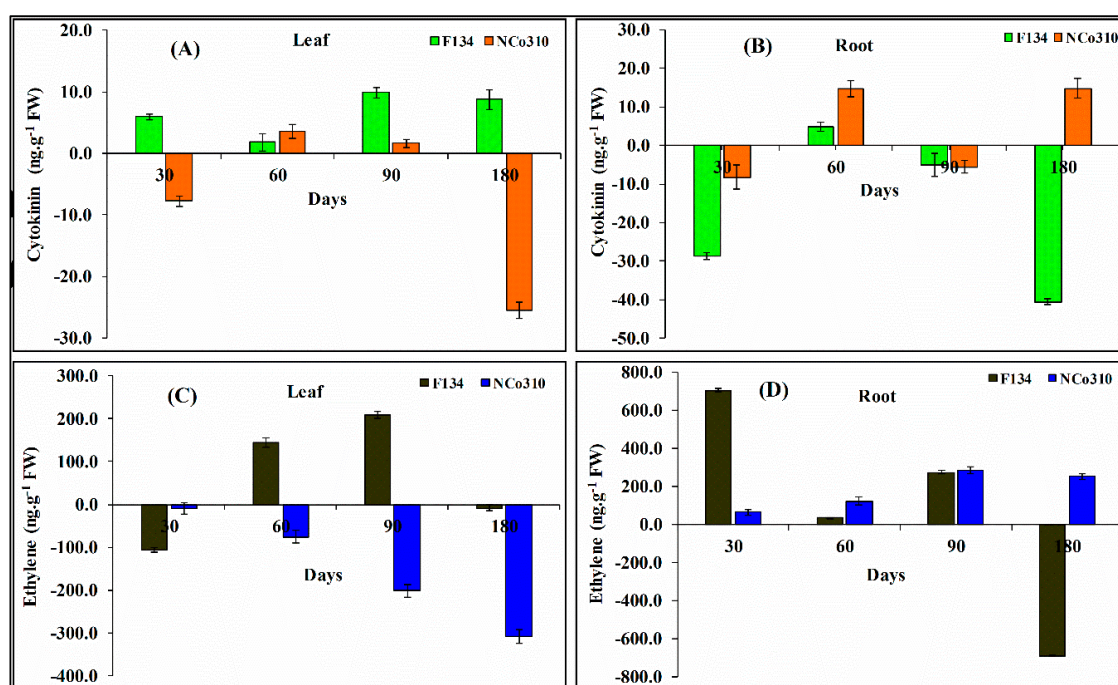 (A)
Leaf
F134 NCo310
Cytokinin (ng.g-1 FW)
20.0
10.0
0.0
-10.0
-20.0
-30.0
30 60 90 180
Days
(B)
Root
F134 NCo310
Cytokinin (ng.g-1 FW)
30.0
20.0
10.0
0.0
-10.0
-20.0
-30.0
-40.0
-50.0
30 60 90 180
Days
(C)
Leaf
F134 NCo310
Ethylene (ng.g-1 FW)
300.0
200.0
100.0
0.0
-100.0
-200.0
-300.0
-400.0
30 60 90 180
Days
(D)
Root
F134 NCo310
Ethylene (ng.g-1 FW)
800.0
600.0
400.0
200.0
0.0
-200.0
-400.0
-600.0
-800.0
30 60 90 180
Days